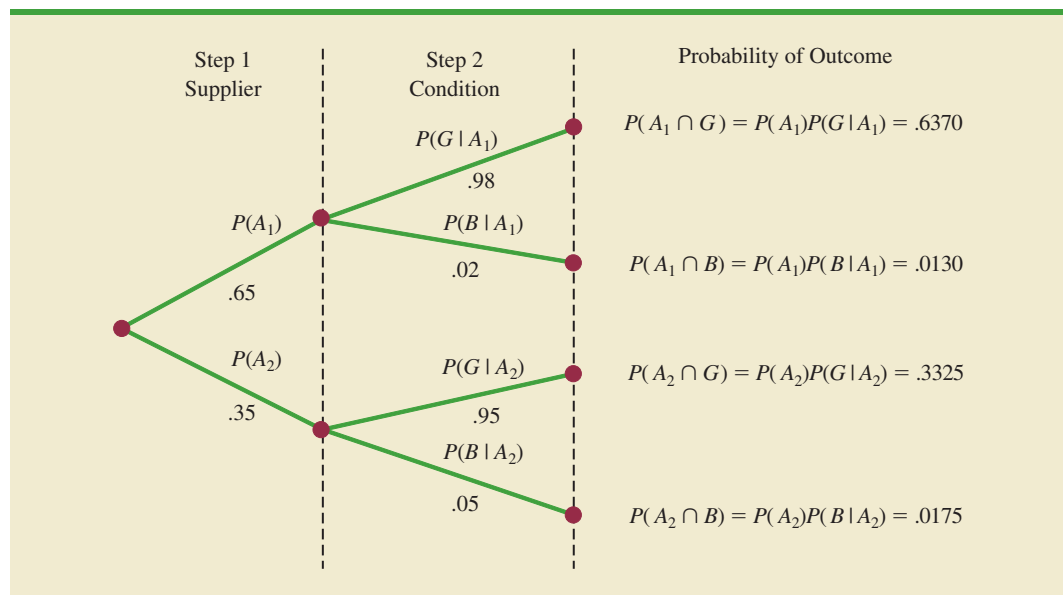 Step 1
Supplier
Step 2
Condition
Probability of Outcome
P(G | A₁)
.98
P(A₁ ∩ G) = P(A₁)P(G | A₁) = .6370
P(A₁)
.65
P(B | A₁)
.02
P(A₁ ∩ B) = P(A₁)P(B | A₁) = .0130
P(A₂)
.35
P(G | A₂)
.95
P(A₂ ∩ G) = P(A₂)P(G | A₂) = .3325
P(B | A₂)
.05
P(A₂ ∩ B) = P(A₂)P(B | A₂) = .0175